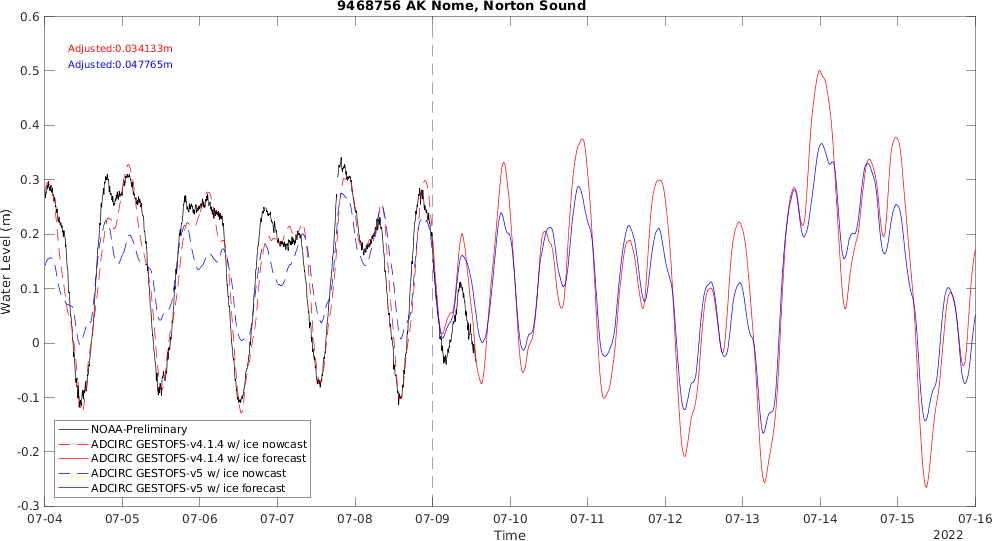 9468756 AK Nome, Norton Sound
Adjusted:0.034133m
Adjusted:0.047765m
0.6
0.5
0.4
0.3
0.2
0.1
0
-0.1
-0.2
-0.3
Water Level (m)
NOAA-Preliminary
ADCIRC GESTOFS-v4.1.4 w/ ice nowcast
ADCIRC GESTOFS-v4.1.4 w/ ice forecast
ADCIRC GESTOFS-v5 w/ ice nowcast
ADCIRC GESTOFS-v5 w/ ice forecast
07-04 07-05 07-06 07-07 07-08 07-09 07-10 07-11 07-12 07-13 07-14 07-15 07-16
Time
2022